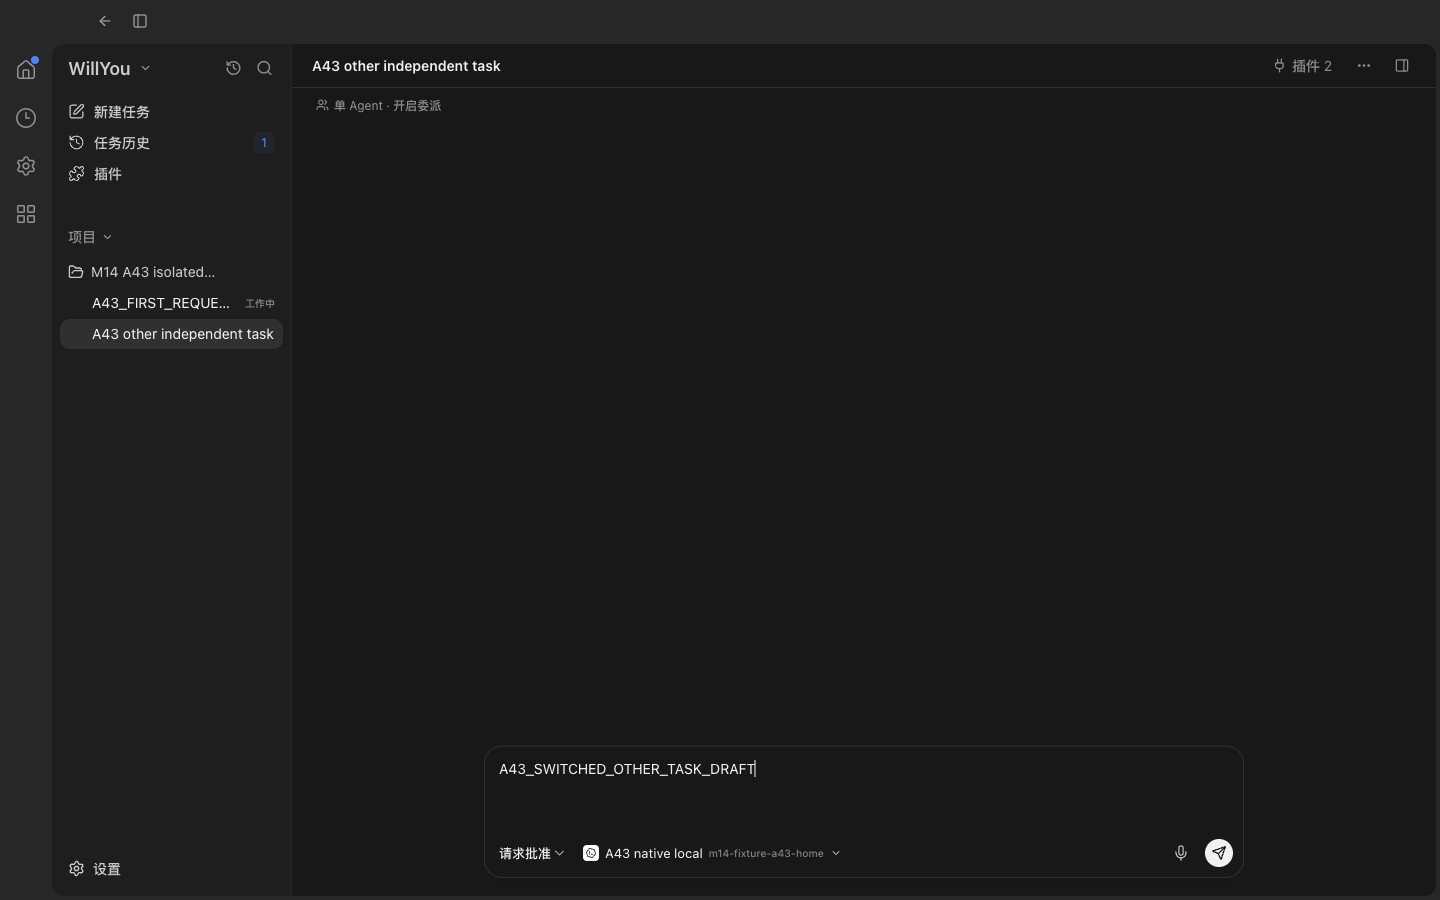 WillYou
新建任务
任务历史 1
插件
项目
M14 A43 isolated...
A43_FIRST_REQUE... 工作中
A43 other independent task
设置
A43 other independent task
插件 2
单 Agent · 开启委派
A43_SWITCHED_OTHER_TASK_DRAFT
请求批准 A43 native local m14-fixture-a43-home